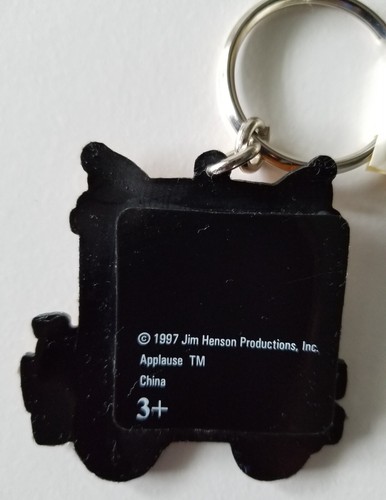 © 1997 Jim Henson Productions, Inc.
Applause TM
China
3+